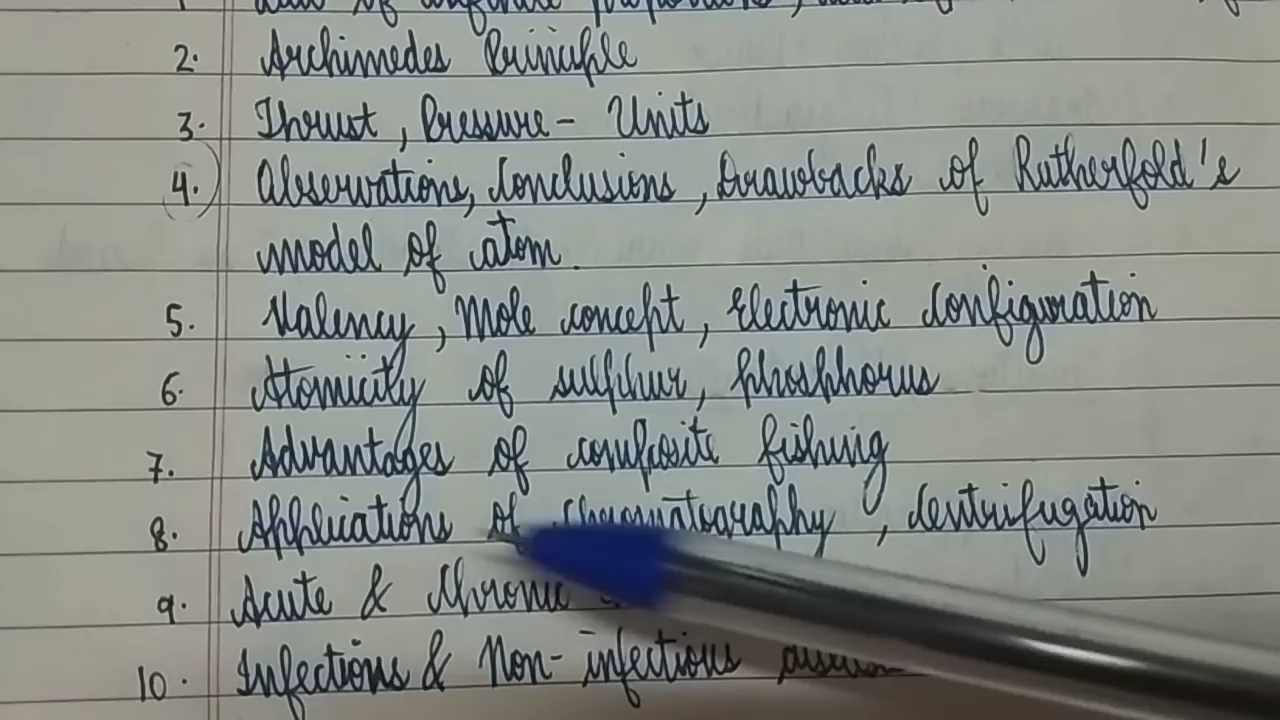 2. Archimedes Principle
3. Thrust, Pressure - Units
4. Observations, Conclusions, Drawbacks of Rutherfold's
model of atom.
5. Valency, Mole concept, Electronic Configuration
6. Atomicity of sulphur, phosphorus
7. Advantages of composite fishing
8. Applications of Chromatography, Centrifugation
9. Acute & Chronic
10. Infections & Non-infectious